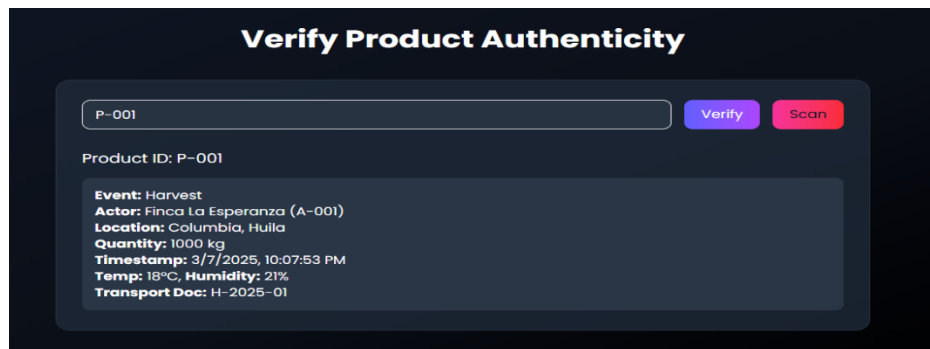 Verify Product Authenticity
P-001
Verify
Scan
Product ID: P-001
Event: Harvest
Actor: Finca La Esperanza (A-001)
Location: Columbia, Huila
Quantity: 1000 kg
Timestamp: 3/7/2025, 10:07:53 PM
Temp: 18°C, Humidity: 21%
Transport Doc: H-2025-01